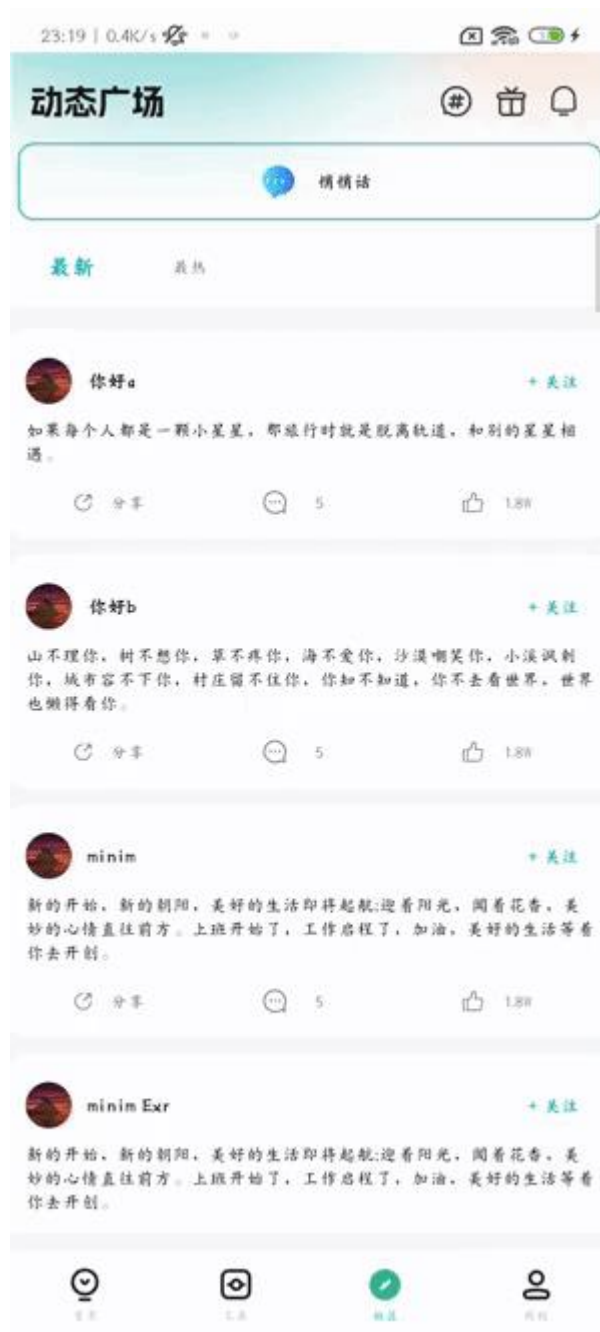 23:19 | 0.4K/s
动态广场
悄悄话
最新
最热
你好a
+ 关注
如果每个人都是一颗小星星，那旅行时就是脱离轨道，和别的星星相
遇。
分享
5
1.8W
你好b
+ 关注
山不理你，树不想你，草不疼你，海不爱你，沙漠嘲笑你，小溪讽刺
你，城市容不下你，村庄留不住你，你知不知道，你不去看世界，世界
也懒得看你。
分享
5
1.8W
minim
+ 关注
新的开始，新的朝阳，美好的生活即将起航;迎着阳光，闻着花香，美
妙的心情直往前方。上班开始了，工作启程了，加油，美好的生活等着
你去开创。
分享
5
1.8W
minim Exr
+ 关注
新的开始，新的朝阳，美好的生活即将起航;迎着阳光，闻着花香，美
妙的心情直往前方。上班开始了，工作启程了，加油，美好的生活等着
你去开创。